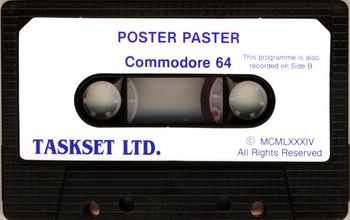 POSTER PASTER
Commodore 64
This programme is also
recorded on Side B
TASKSET LTD.
© MCMLXXXIV
All Rights Reserved